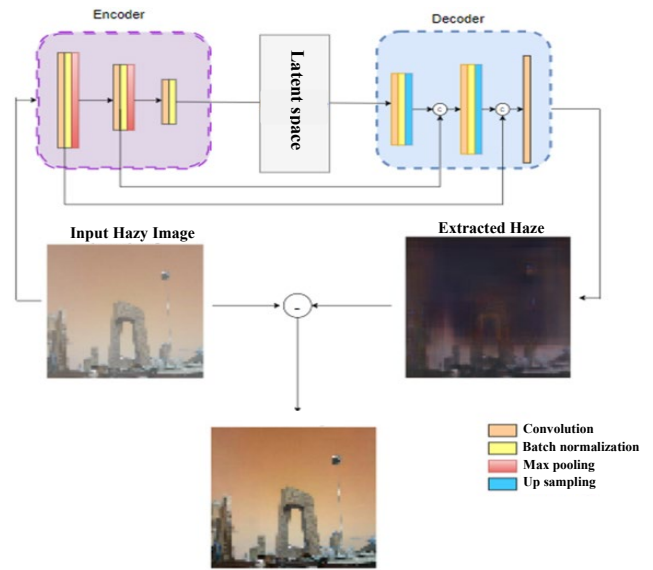 Encoder
Decoder
Latent space
C
C
Input Hazy Image
Extracted Haze
-
Convolution
Batch normalization
Max pooling
Up sampling